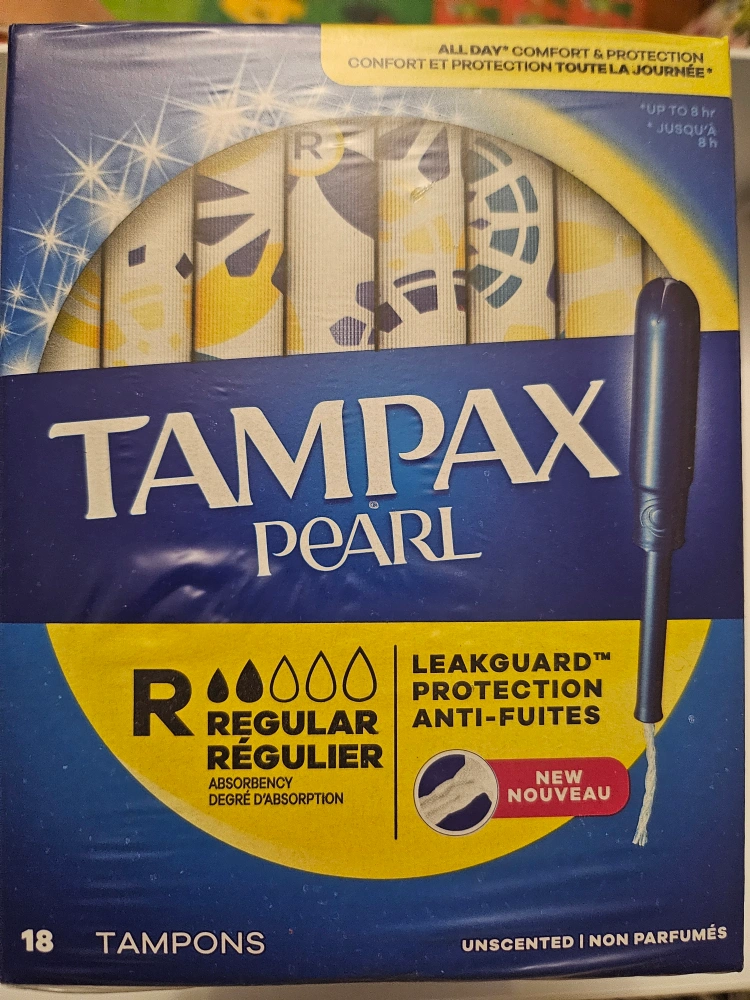 ALL DAY* COMFORT & PROTECTION
CONFORT ET PROTECTION TOUTE LA JOURNÉE*
*UP TO 8 hr
* JUSQU'À
8 h
R
TAMPAX
PEARL
R
REGULAR
RÉGULIER
ABSORBENCY
DEGRÉ D'ABSORPTION
LEAKGUARD™
PROTECTION
ANTI-FUITES
NEW
NOUVEAU
18 TAMPONS
UNSCENTED | NON PARFUMÉS